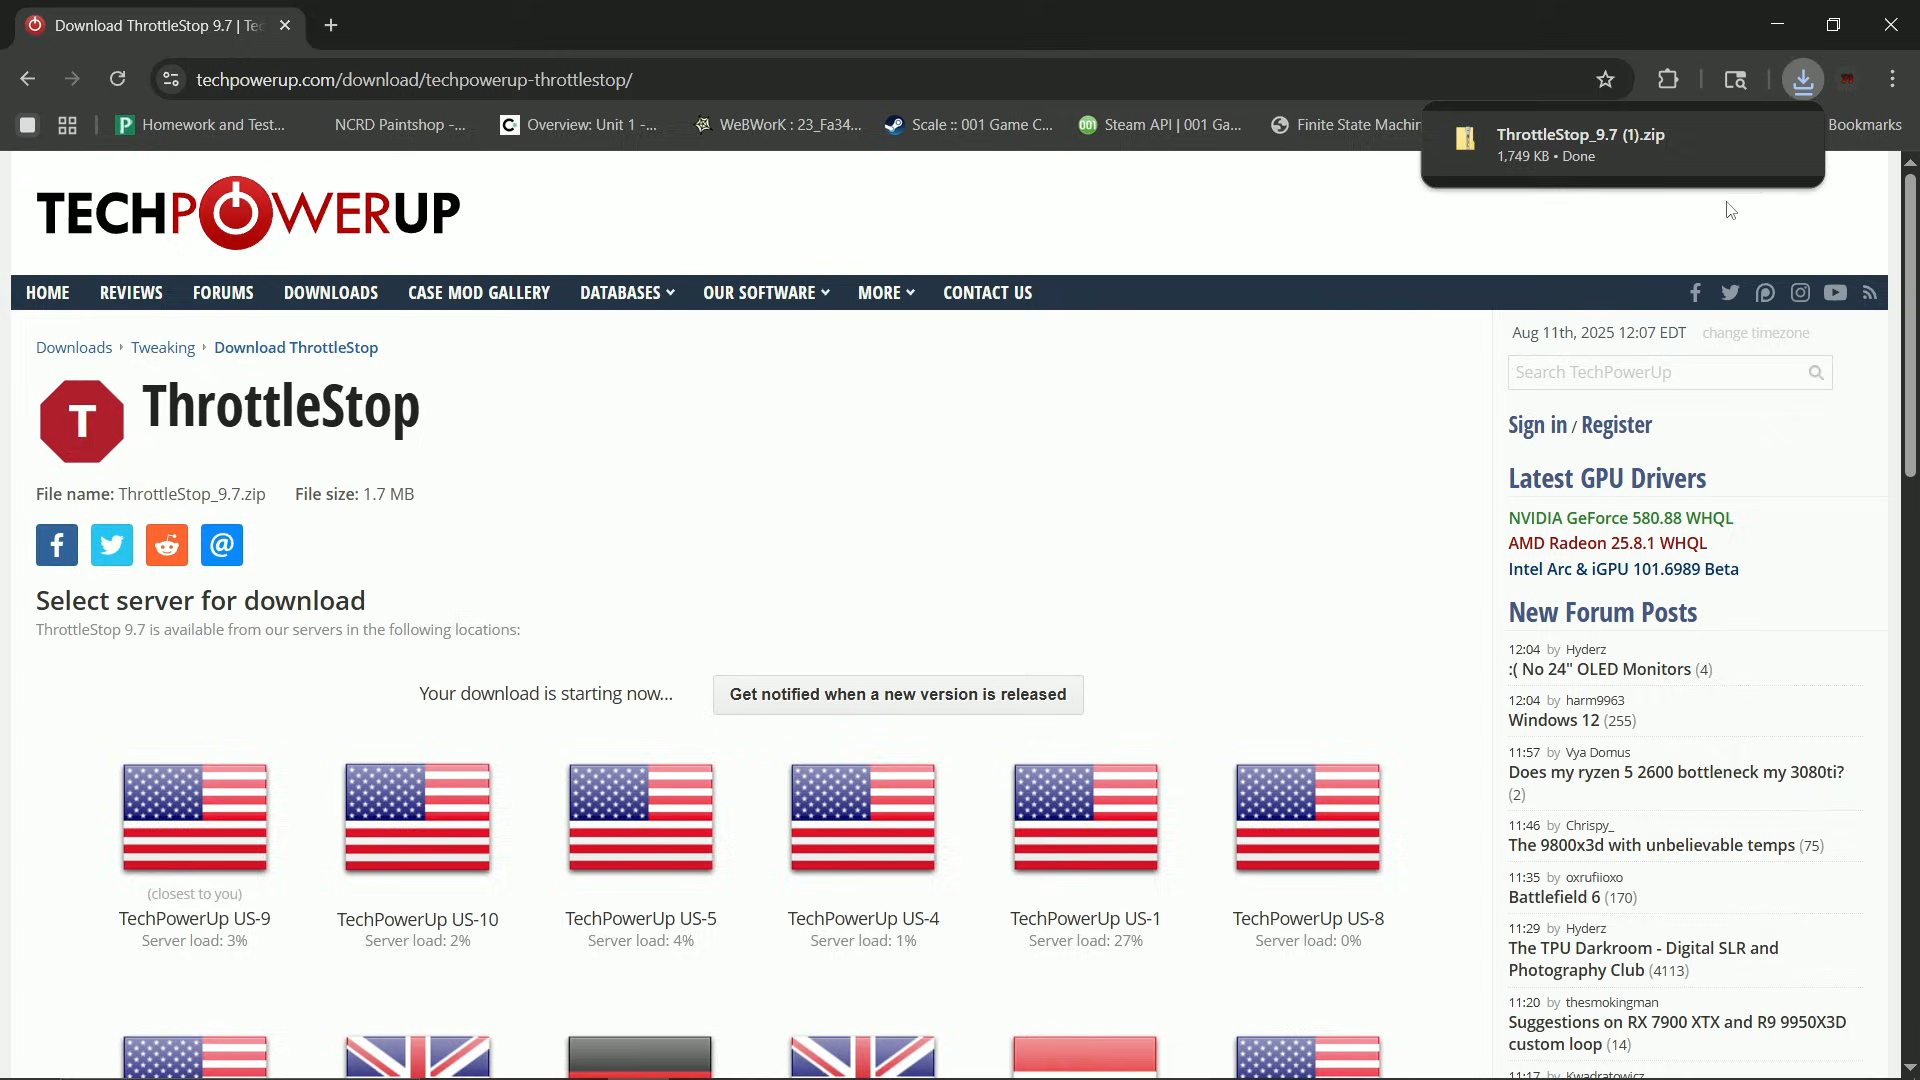 Download ThrottleStop 9.7 | Te
techpowerup.com/download/techpowerup-throttlestop/
Homework and Test...
NCRD Paintshop -...
Overview: Unit 1 -...
WeBWorK : 23_Fa34...
Scale :: 001 Game C...
Steam API | 001 Ga...
Finite State Machin
Bookmarks
ThrottleStop_9.7 (1).zip
1,749 KB • Done
TECHPOWERUP
HOME
REVIEWS
FORUMS
DOWNLOADS
CASE MOD GALLERY
DATABASES
OUR SOFTWARE
MORE
CONTACT US
Downloads
Tweaking
Download ThrottleStop
Aug 11th, 2025 12:07 EDT change timezone
Search TechPowerUp
T
ThrottleStop
File name: ThrottleStop_9.7.zip
File size: 1.7 MB
Select server for download
ThrottleStop 9.7 is available from our servers in the following locations:
Your download is starting now...
Get notified when a new version is released
(closest to you)
TechPowerUp US-9
Server load: 3%
TechPowerUp US-10
Server load: 2%
TechPowerUp US-5
Server load: 4%
TechPowerUp US-4
Server load: 1%
TechPowerUp US-1
Server load: 27%
TechPowerUp US-8
Server load: 0%
Sign in / Register
Latest GPU Drivers
NVIDIA GeForce 580.88 WHQL
AMD Radeon 25.8.1 WHQL
Intel Arc & iGPU 101.6989 Beta
New Forum Posts
12:04 by Hyderz
:( No 24" OLED Monitors (4)
12:04 by harm9963
Windows 12 (255)
11:57 by Vya Domus
Does my ryzen 5 2600 bottleneck my 3080ti?
(2)
11:46 by Chrispy_
The 9800x3d with unbelievable temps (75)
11:35 by oxrufiioxo
Battlefield 6 (170)
11:29 by Hyderz
The TPU Darkroom - Digital SLR and
Photography Club (4113)
11:20 by thesmokingman
Suggestions on RX 7900 XTX and R9 9950X3D
custom loop (14)
11:17 by Kwadratowicz